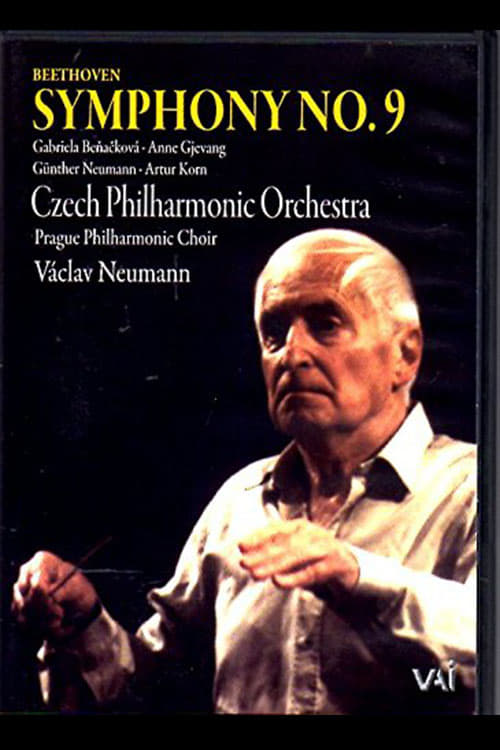 BEETHOVEN
SYMPHONY NO. 9
Gabriela Beňačková • Anne Gjevang
Günther Neumann • Artur Korn
Czech Philharmonic Orchestra
Prague Philharmonic Choir
Václav Neumann
VAI